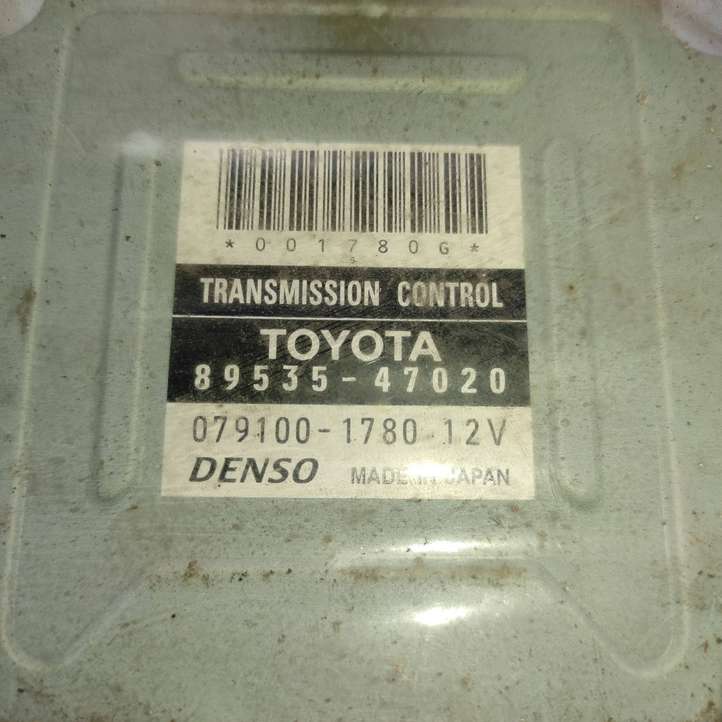 *001780G*
S
TRANSMISSION CONTROL
TOYOTA
89535-47020
079100-1780 12V
DENSO MADE IN JAPAN